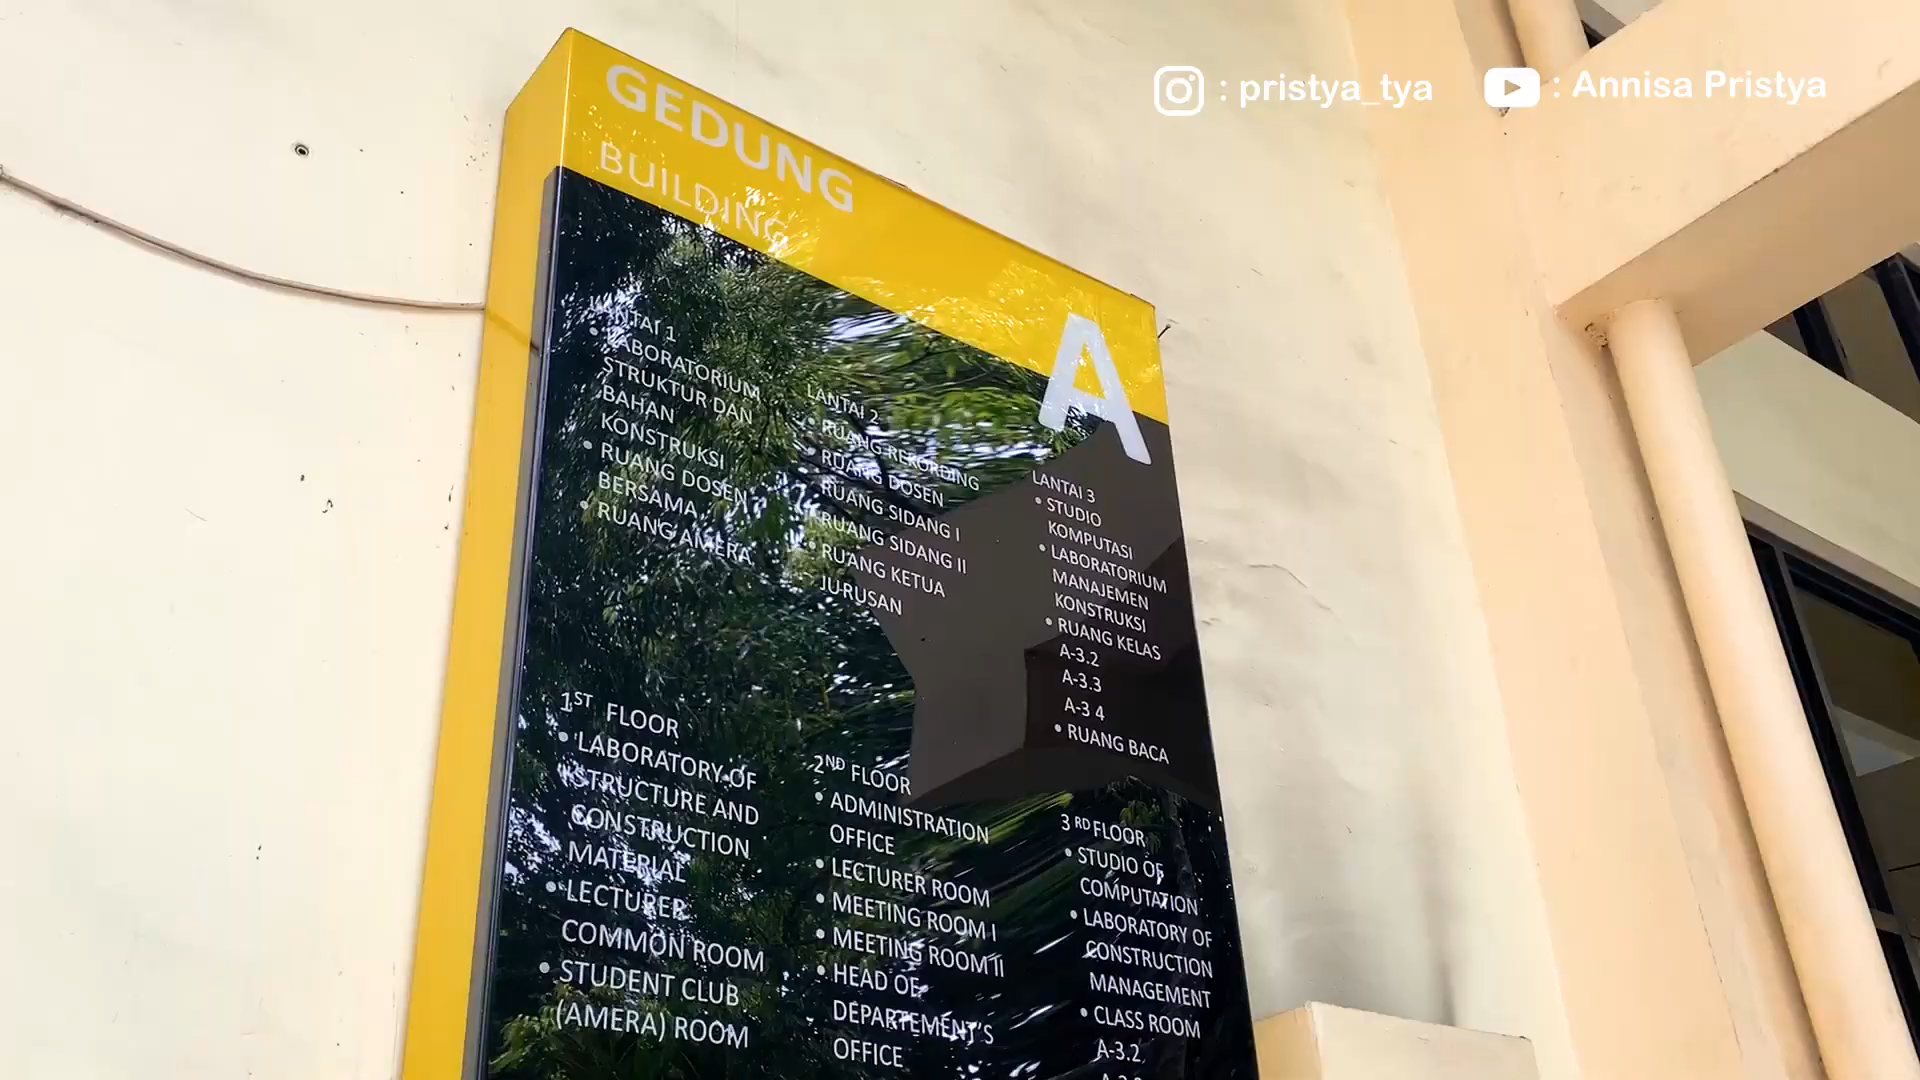 : pristya_tya
: Annisa Pristya
GEDUNG
BUILDING
A
LANTAI 1
• LABORATORIUM
STRUKTUR DAN
BAHAN
KONSTRUKSI
• RUANG DOSEN
BERSAMA
• RUANG AMERA
LANTAI 2
• RUANG REKORDING
• RUANG DOSEN
• RUANG SIDANG I
• RUANG SIDANG II
• RUANG KETUA
JURUSAN
LANTAI 3
• STUDIO
KOMPUTASI
• LABORATORIUM
MANAJEMEN
KONSTRUKSI
• RUANG KELAS
A-3.2
A-3.3
A-3 4
• RUANG BACA
1ST FLOOR
• LABORATORY OF
STRUCTURE AND
CONSTRUCTION
MATERIAL
• LECTURER
COMMON ROOM
• STUDENT CLUB
(AMERA) ROOM
2ND FLOOR
• ADMINISTRATION
OFFICE
• LECTURER ROOM
• MEETING ROOM I
• MEETING ROOM II
• HEAD OF
DEPARTEMENT'S
OFFICE
3 RD FLOOR
• STUDIO OF
COMPUTATION
• LABORATORY OF
CONSTRUCTION
MANAGEMENT
• CLASS ROOM
A-3.2